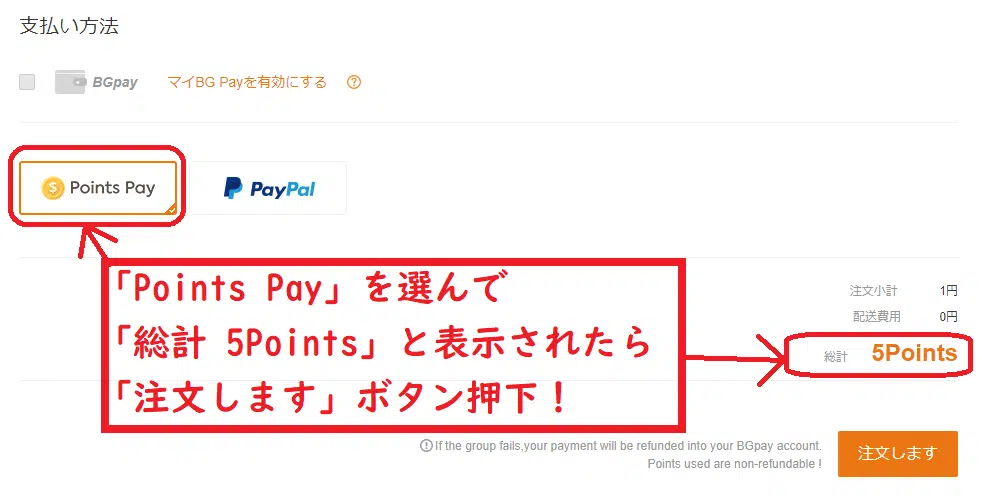 支払い方法
BGpay マイBG Payを有効にする ?
$ Points Pay PayPal
「Points Pay」を選んで
「総計 5Points」と表示されたら
「注文します」ボタン押下！
注文小計 1円
配送費用 0円
総計 5Points
If the group fails,your payment will be refunded into your BGpay account.
Points used are non-refundable !
注文します